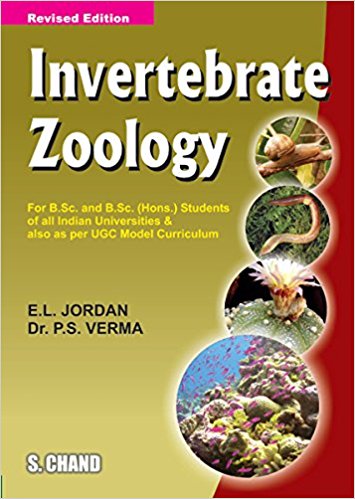 Revised Edition
Invertebrate
Zoology
For B.Sc. and B.Sc. (Hons.) Students
of all Indian Universities &
also as per UGC Model Curriculum
E.L. JORDAN
Dr. P.S. VERMA
S. CHAND